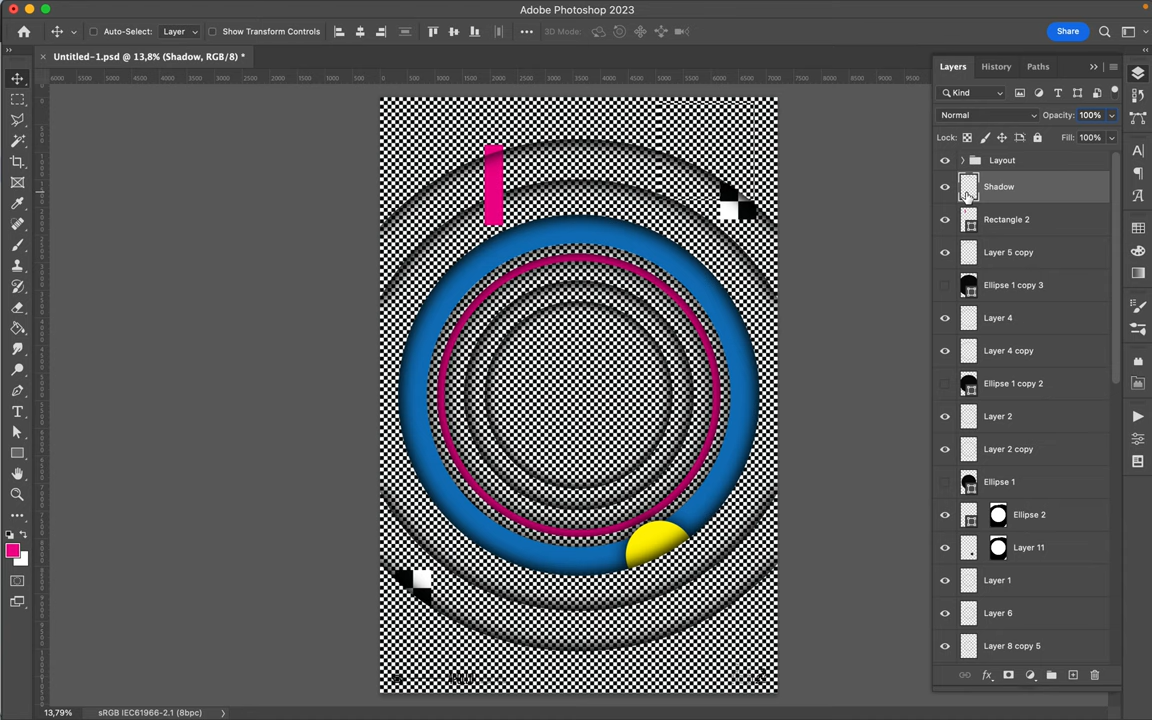 Adobe Photoshop 2023
Auto-Select: Layer Show Transform Controls 3D Mode: Share
Untitled-1.psd @ 13,8% (Shadow, RGB/8) *
Layers History Paths
Kind
Normal Opacity: 100%
Lock: Fill: 100%
Layout
Shadow
Rectangle 2
Layer 5 copy
Ellipse 1 copy 3
Layer 4
Layer 4 copy
Ellipse 1 copy 2
Layer 2
Layer 2 copy
Ellipse 1
Ellipse 2
Layer 11
Layer 1
Layer 6
Layer 8 copy 5
13,79% sRGB IEC61966-2.1 (8bpc)